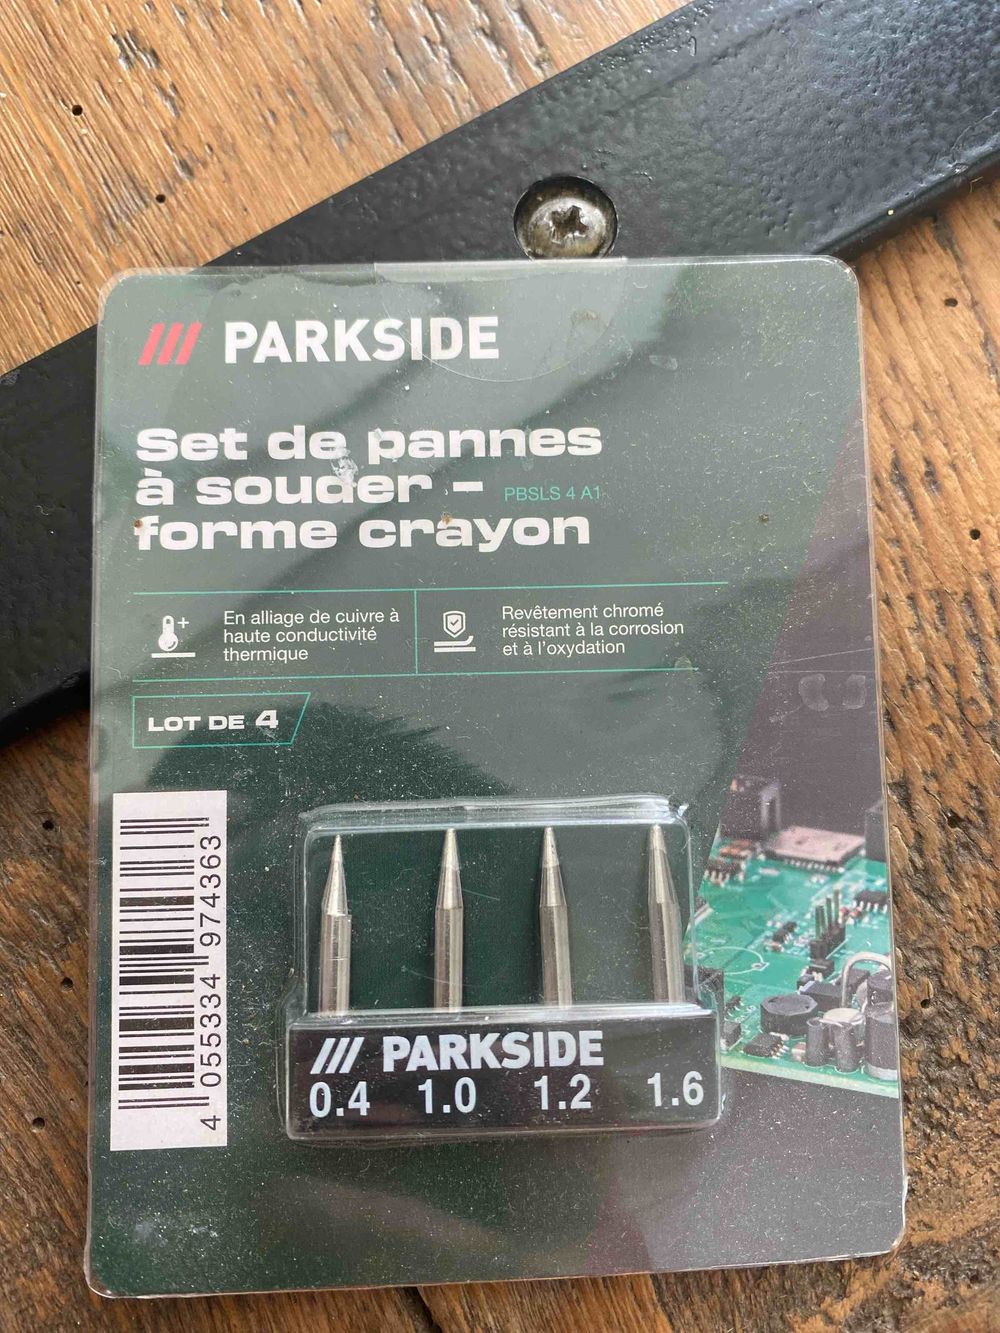 PARKSIDE
Set de pannes
à souder -
PBSLS 4 A1
forme crayon
En alliage de cuivre à
haute conductivité
thermique
Revêtement chromé
résistant à la corrosion
et à l'oxydation
LOT DE 4
4 055334 974363
PARKSIDE
0.4 1.0 1.2 1.6